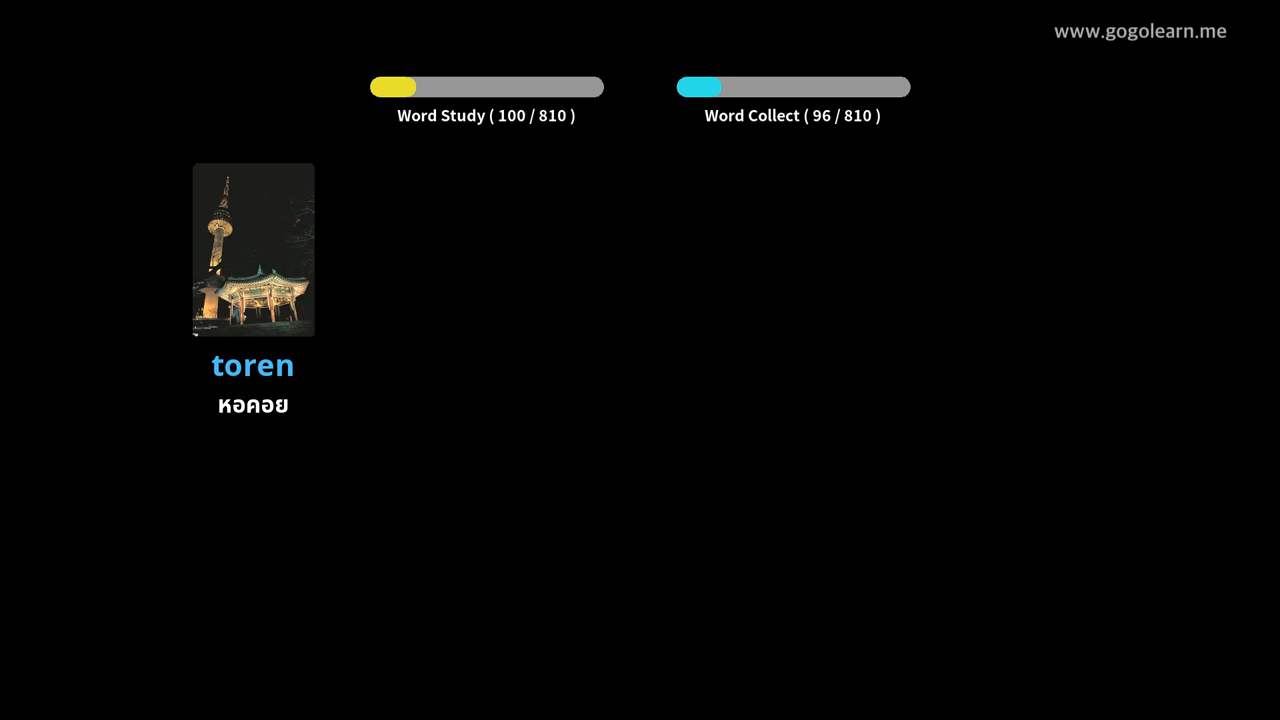 www.gogolearn.me
Word Study ( 100 / 810 )
Word Collect ( 96 / 810 )
toren
หอคอย